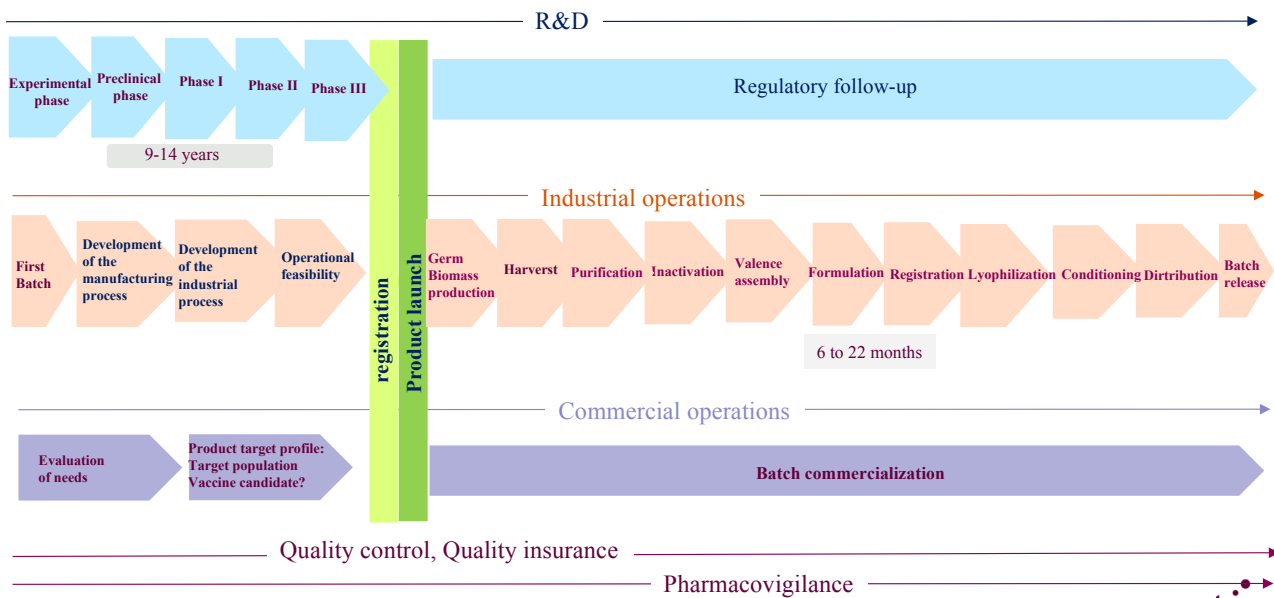 R&D
Experimental
phase
Preclinical
phase
Phase I
Phase II
Phase III
Regulatory follow-up
9-14 years
Industrial operations
First
Batch
Development
of the
manufacturing
process
Development
of the
industrial
process
Operational
feasibility
registration
Product launch
Germ
Biomass
production
Harverst
Purification
Inactivation
Valence
assembly
Formulation
Registration
Lyophilization
Conditioning
Dirtribution
Batch
release
6 to 22 months
Commercial operations
Evaluation
of needs
Product target profile:
Target population
Vaccine candidate?
Batch commercialization
Quality control, Quality insurance
Pharmacovigilance